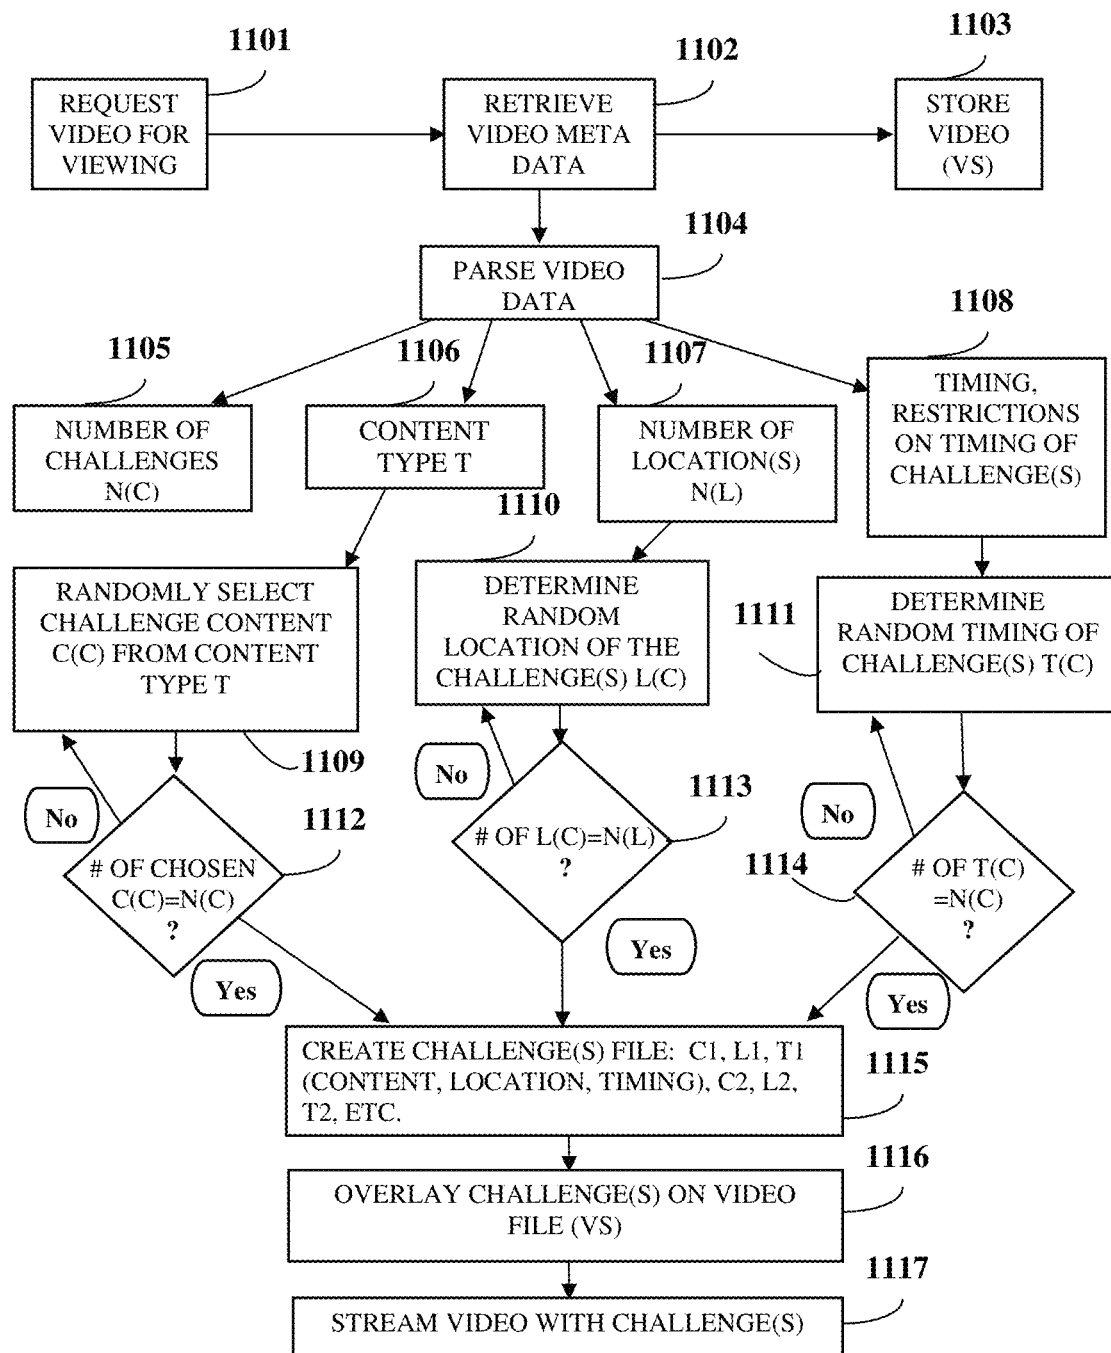 1101
1102
1103
REQUEST
VIDEO FOR
VIEWING
RETRIEVE
VIDEO META
DATA
STORE
VIDEO
(VS)
1104
PARSE VIDEO
DATA
1105
1106
1107
1108
NUMBER OF
CHALLENGES
N(C)
CONTENT
TYPE T
NUMBER OF
LOCATION(S)
N(L)
TIMING,
RESTRICTIONS
ON TIMING OF
CHALLENGE(S)
1110
RANDOMLY SELECT
CHALLENGE CONTENT
C(C) FROM CONTENT
TYPE T
DETERMINE
RANDOM
LOCATION OF THE
CHALLENGE(S) L(C)
1111
DETERMINE
RANDOM TIMING OF
CHALLENGE(S) T(C)
1109
No
No
No
1112
1113
1114
# OF CHOSEN
C(C)=N(C)
?
# OF L(C)=N(L)
?
# OF T(C)
=N(C)
?
Yes
Yes
Yes
CREATE CHALLENGE(S) FILE: C1, L1, T1
(CONTENT, LOCATION, TIMING), C2, L2,
T2, ETC.
1115
1116
OVERLAY CHALLENGE(S) ON VIDEO
FILE (VS)
1117
STREAM VIDEO WITH CHALLENGE(S)